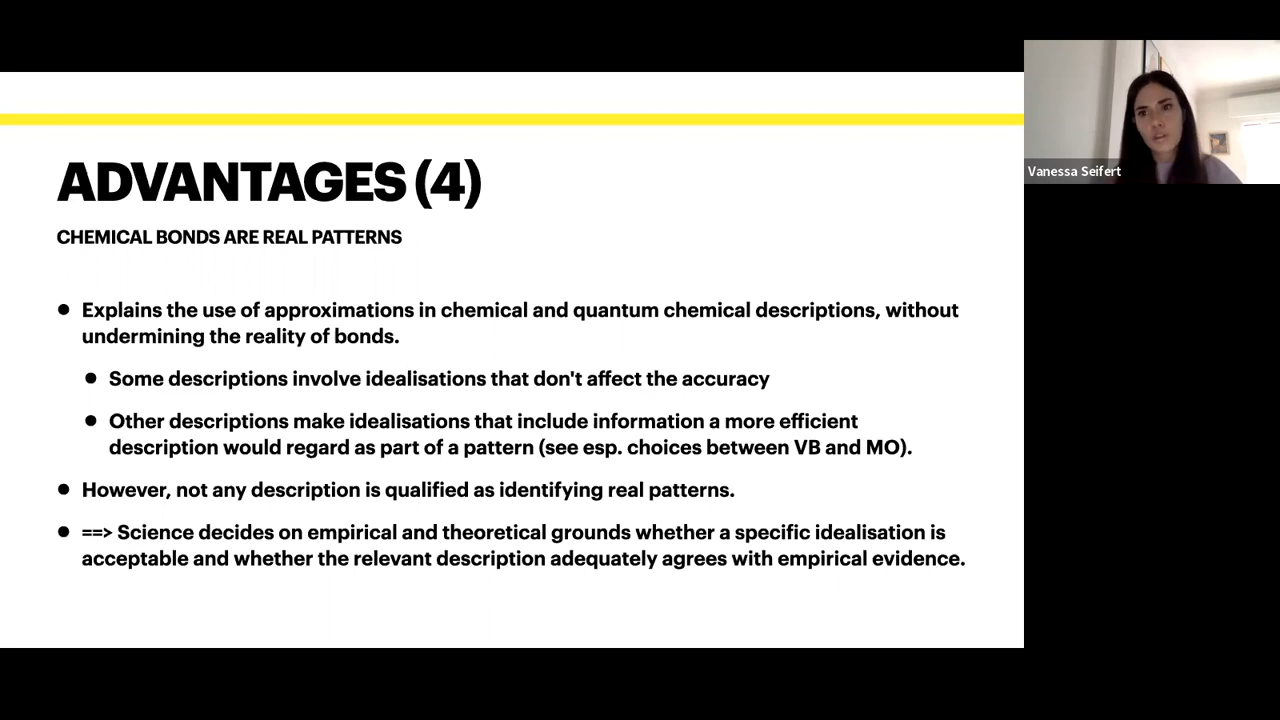 ADVANTAGES (4)
CHEMICAL BONDS ARE REAL PATTERNS
● Explains the use of approximations in chemical and quantum chemical descriptions, without
undermining the reality of bonds.
● Some descriptions involve idealisations that don't affect the accuracy
● Other descriptions make idealisations that include information a more efficient
description would regard as part of a pattern (see esp. choices between VB and MO).
● However, not any description is qualified as identifying real patterns.
● ==> Science decides on empirical and theoretical grounds whether a specific idealisation is
acceptable and whether the relevant description adequately agrees with empirical evidence.
Vanessa Seifert